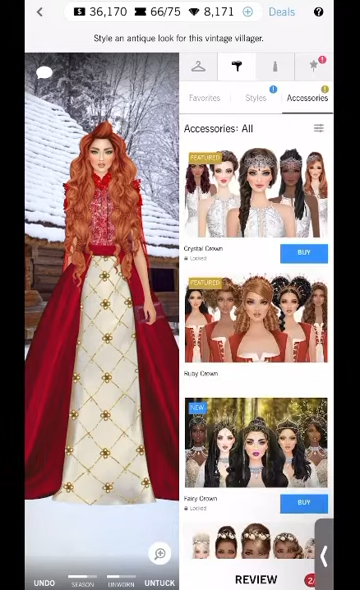 36,170 66/75 8,171 Deals
Style an antique look for this vintage villager.
Favorites Styles Accessories
Accessories: All
FEATURED
Crystal Crown
Locked
BUY
FEATURED
Ruby Crown
NEW
Fairy Crown
Locked
BUY
UNDO SEASON UNWORN UNTUCK
REVIEW